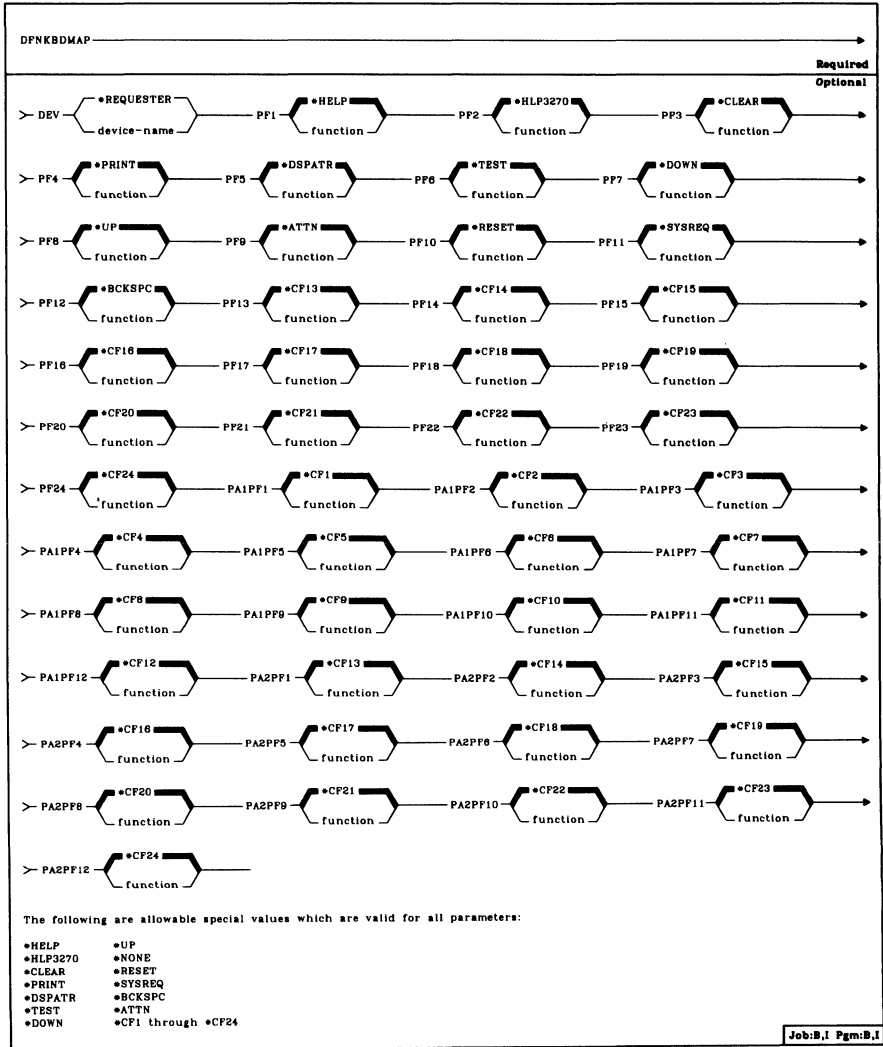 DFNKBDMAP
Required
Optional
DEV *REQUESTER PF1 *HELP PF2 *HLP3270 PF3 *CLEAR
device-name function function function
PF4 *PRINT PF5 *DSPATR PF6 *TEST PF7 *DOWN
function function function function
PF8 *UP PF9 *ATTN PF10 *RESET PF11 *SYSREQ
function function function function
PF12 *BCKSPC PF13 *CF13 PF14 *CF14 PF15 *CF15
function function function function
PF16 *CF16 PF17 *CF17 PF18 *CF18 PF19 *CF19
function function function function
PF20 *CF20 PF21 *CF21 PF22 *CF22 PF23 *CF23
function function function function
PF24 *CF24 PA1PF1 *CF1 PA1PF2 *CF2 PA1PF3 *CF3
function function function function
PA1PF4 *CF4 PA1PF5 *CF5 PA1PF6 *CF6 PA1PF7 *CF7
function function function function
PA1PF8 *CF8 PA1PF9 *CF9 PA1PF10 *CF10 PA1PF11 *CF11
function function function function
PA1PF12 *CF12 PA2PF1 *CF13 PA2PF2 *CF14 PA2PF3 *CF15
function function function function
PA2PF4 *CF16 PA2PF5 *CF17 PA2PF6 *CF18 PA2PF7 *CF19
function function function function
PA2PF8 *CF20 PA2PF9 *CF21 PA2PF10 *CF22 PA2PF11 *CF23
function function function function
PA2PF12 *CF24
function
The following are allowable special values which are valid for all parameters:
*HELP *UP
*HLP3270 *NONE
*CLEAR *RESET
*PRINT *SYSREQ
*DSPATR *BCKSPC
*TEST *ATTN
*DOWN *CF1 through *CF24
Job:B,I Pgm:B,I